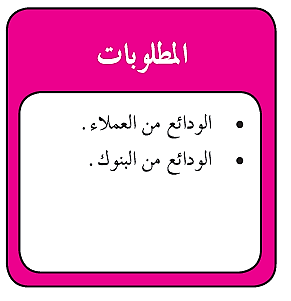 المطلوبات
• الودائع من العملاء.
• الودائع من البنوك.